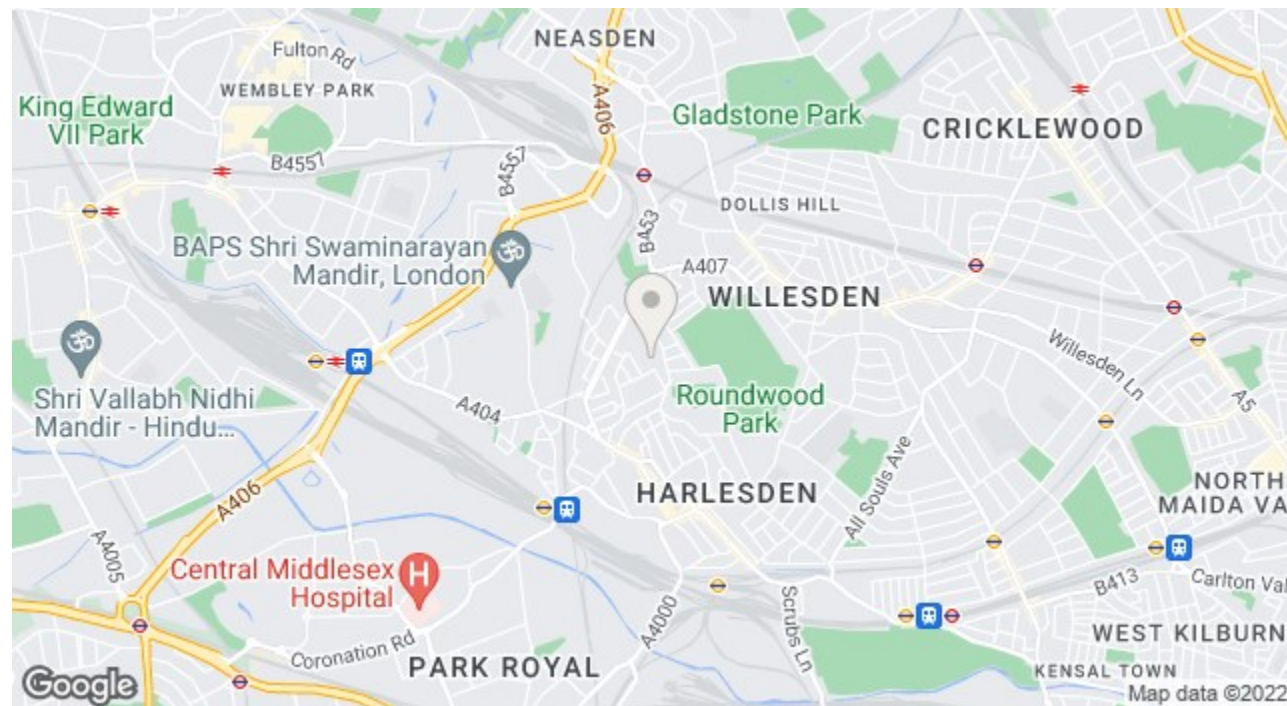 NEASDEN
Fulton Rd
WEMBLEY PARK
A406
King Edward
VII Park
Gladstone Park
CRICKLEWOOD
B4557
B4557
DOLLIS HILL
B453
BAPS Shri Swaminarayan
Mandir, London
A407
WILLESDEN
Willesden Ln
Shri Vallabh Nidhi
Mandir - Hindu...
A404
Roundwood
Park
A5
All Souls Ave
HARLESDEN
NORTH
MAIDA VA
A406
A4005
Central Middlesex
Hospital
H
B413
Carlton Val
A4000
Scrubs Ln
WEST KILBURN
Coronation Rd
PARK ROYAL
KENSAL TOWN
Google
Map data ©2022